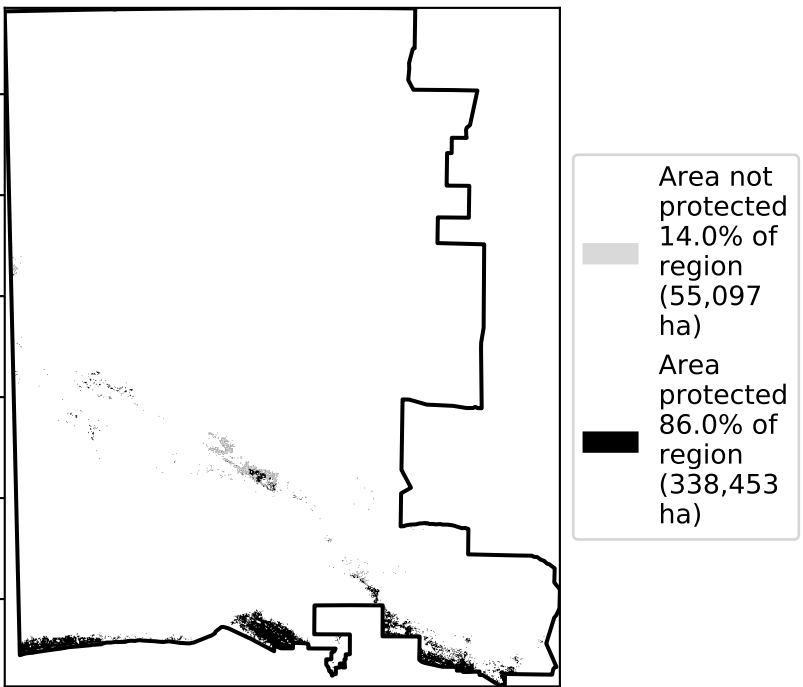 Area not
protected
14.0% of
region
(55,097
ha)
Area
protected
86.0% of
region
(338,453
ha)